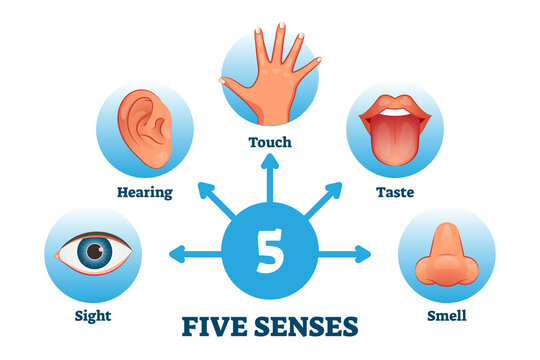 Touch
Hearing
Taste
5
Sight
Smell
FIVE SENSES